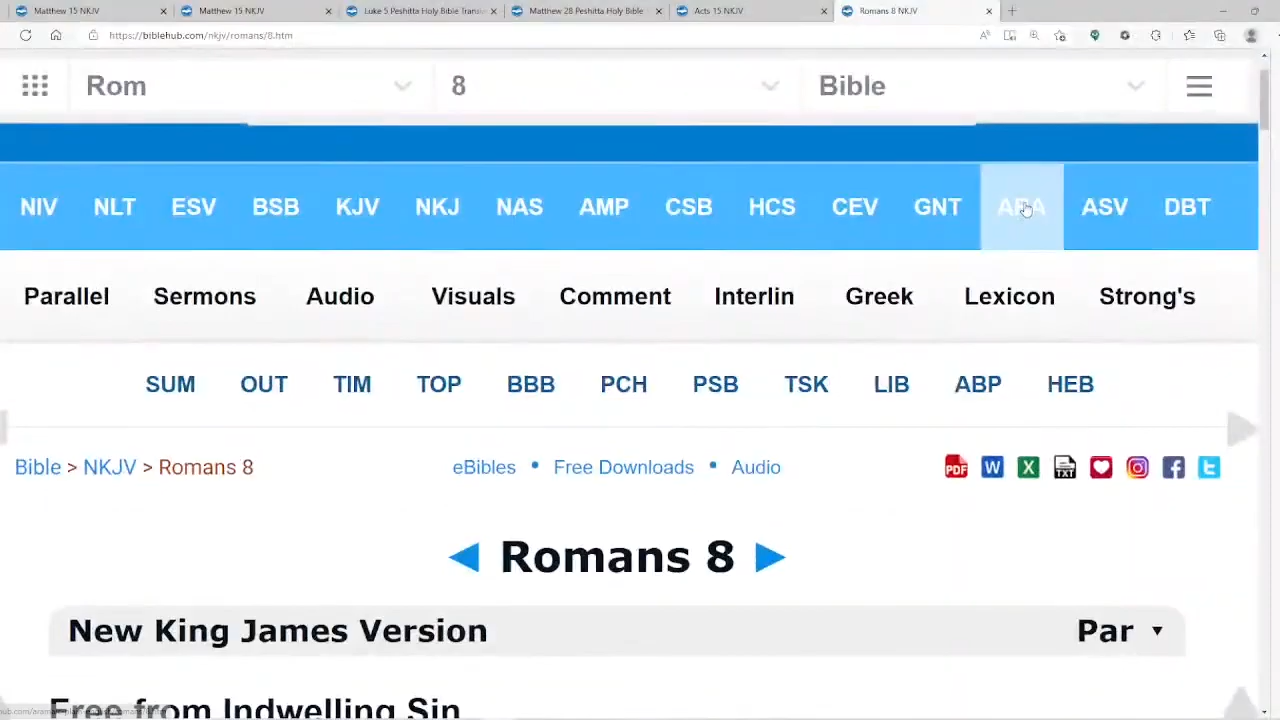 Matthew 15 NKJV
Matthew 15 NKJV
Luke 5 Peshitta Holy Bible Transl
Matthew 28 Peshitta Holy Bible
Acts 15 NKJV
Romans 8 NKJV
https://biblehub.com/nkjv/romans/8.htm
Rom 8 Bible
NIV NLT ESV BSB KJV NKJ NAS AMP CSB HCS CEV GNT ARA ASV DBT
Parallel Sermons Audio Visuals Comment Interlin Greek Lexicon Strong's
SUM OUT TIM TOP BBB PCH PSB TSK LIB ABP HEB
Bible > NKJV > Romans 8
eBibles • Free Downloads • Audio
PDF W X TXT
◄ Romans 8 ►
New King James Version Par ▼
Free from Indwelling Sin